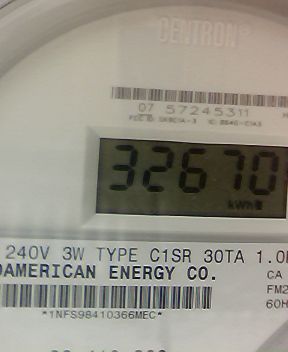 CENTRON®
07 57245311
32670
kWh
240V 3W TYPE C1SR 30TA 1.0
AMERICAN ENERGY CO.
CA
FM2
60H
*1NFS98410366MEC*